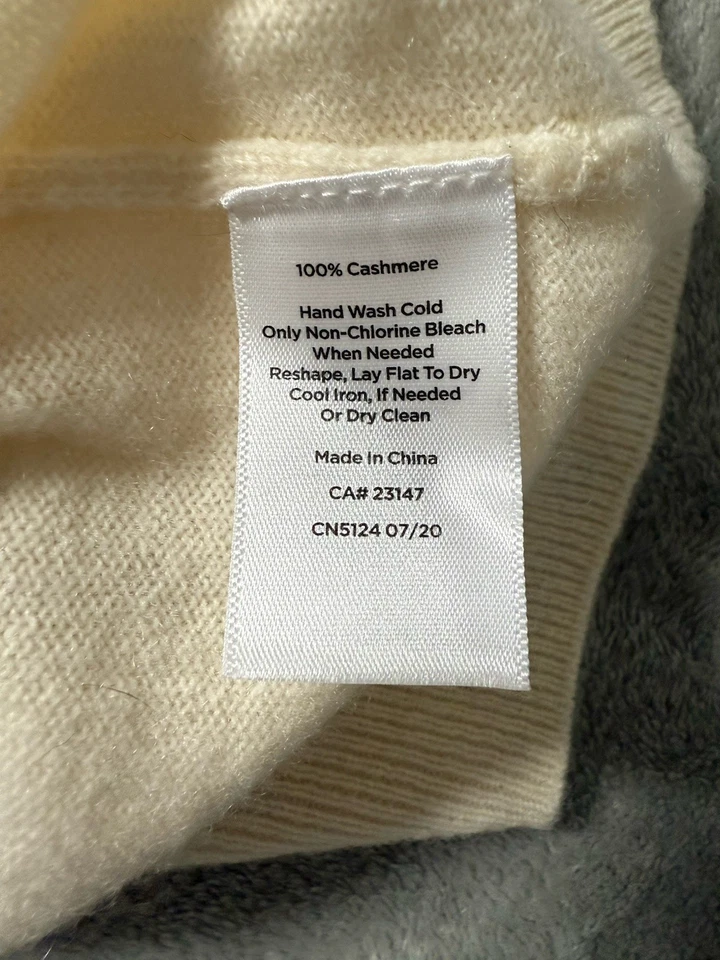 100% Cashmere
Hand Wash Cold
Only Non-Chlorine Bleach
When Needed
Reshape, Lay Flat To Dry
Cool Iron, If Needed
Or Dry Clean
Made In China
CA# 23147
CN5124 07/20